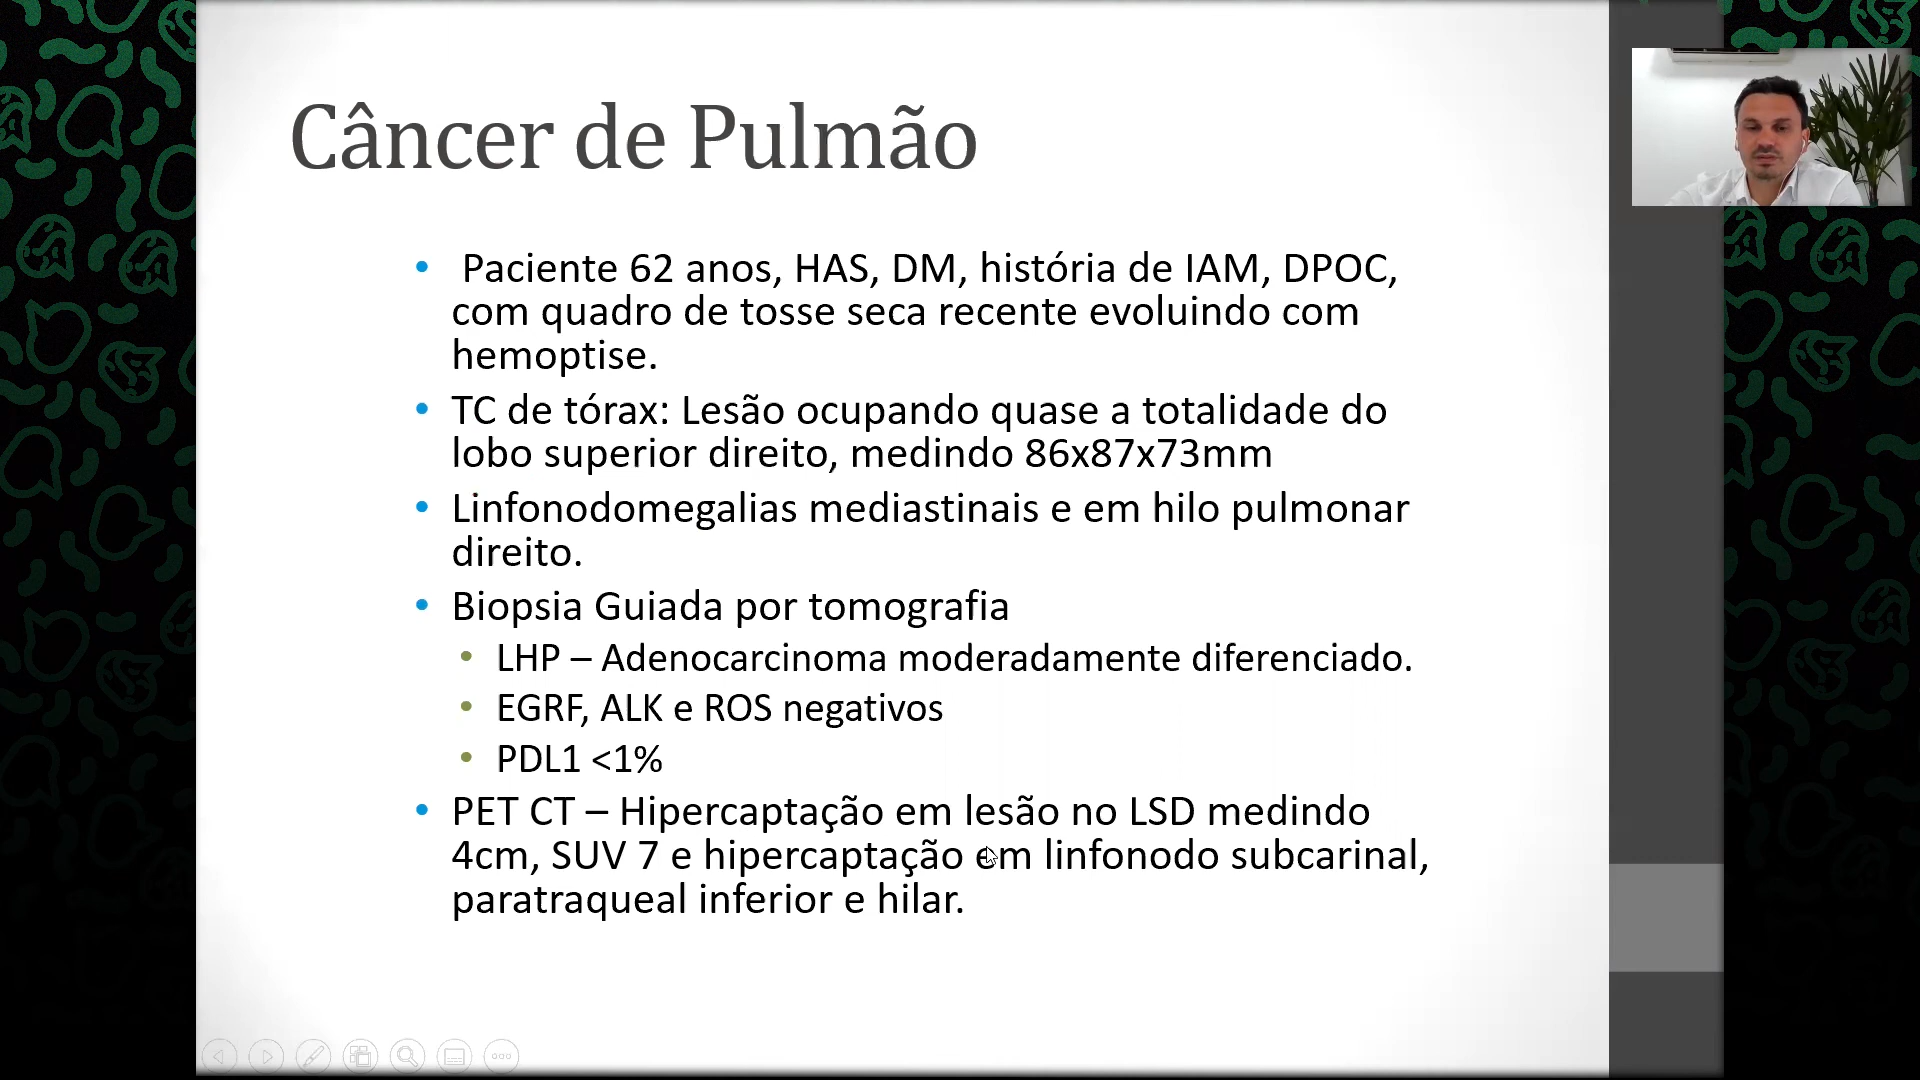 Câncer de Pulmão
• Paciente 62 anos, HAS, DM, história de IAM, DPOC,
com quadro de tosse seca recente evoluindo com
hemoptise.
• TC de tórax: Lesão ocupando quase a totalidade do
lobo superior direito, medindo 86x87x73mm
• Linfonodomegalias mediastinais e em hilo pulmonar
direito.
• Biopsia Guiada por tomografia
• LHP – Adenocarcinoma moderadamente diferenciado.
• EGRF, ALK e ROS negativos
• PDL1 <1%
• PET CT – Hipercaptação em lesão no LSD medindo
4cm, SUV 7 e hipercaptação em linfonodo subcarinal,
paratraqueal inferior e hilar.